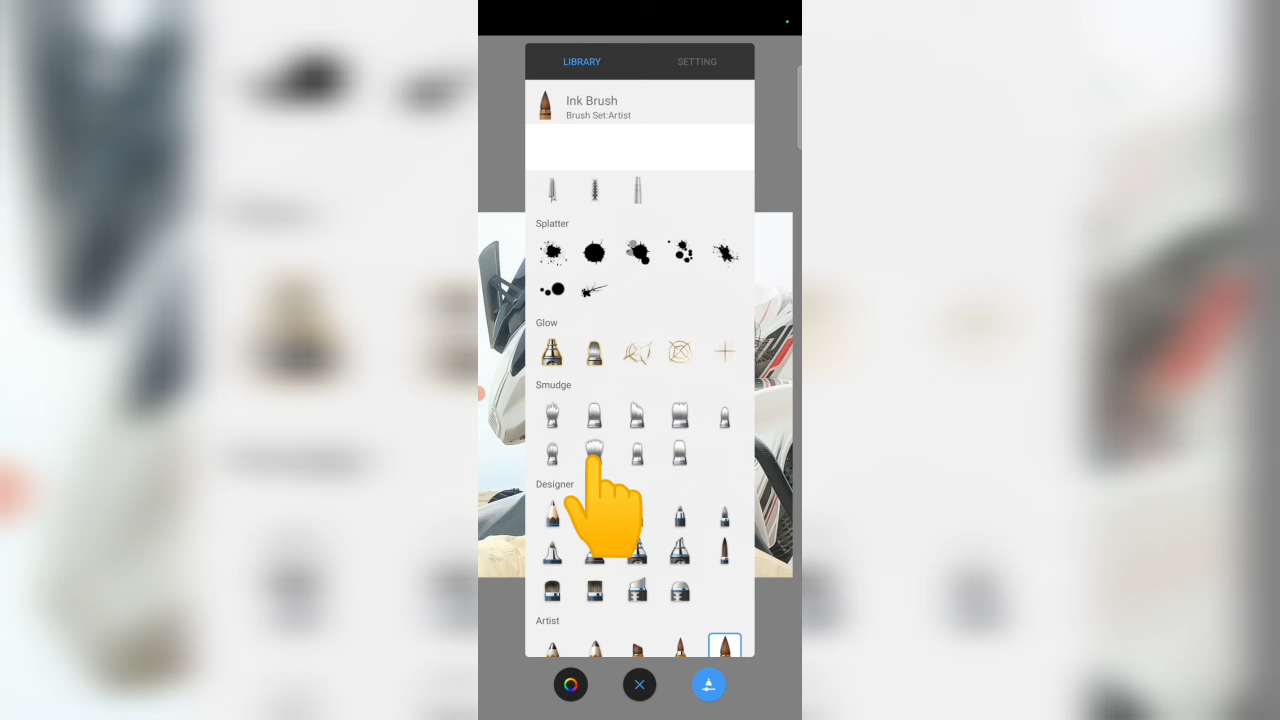 LIBRARY SETTING
Ink Brush
Brush Set:Artist
Splatter
Glow
Smudge
Designer
Artist